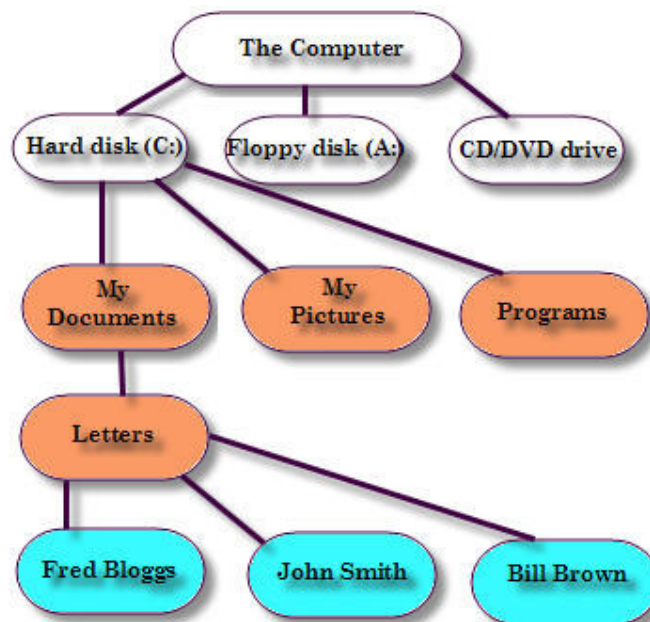 The Computer
Hard disk (C:)
Floppy disk (A:)
CD/DVD drive
My
Documents
My
Pictures
Programs
Letters
Fred Bloggs
John Smith
Bill Brown